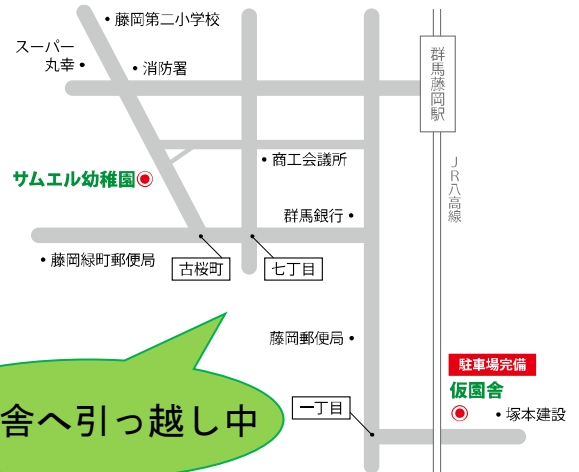 藤岡第二小学校
スーパー
丸幸
消防署
群馬藤岡駅
商工会議所
JR八高線
サムエル幼稚園
群馬銀行
藤岡緑町郵便局
古桜町
七丁目
藤岡郵便局
駐車場完備
仮園舎
一丁目
塚本建設
舎へ引っ越し中